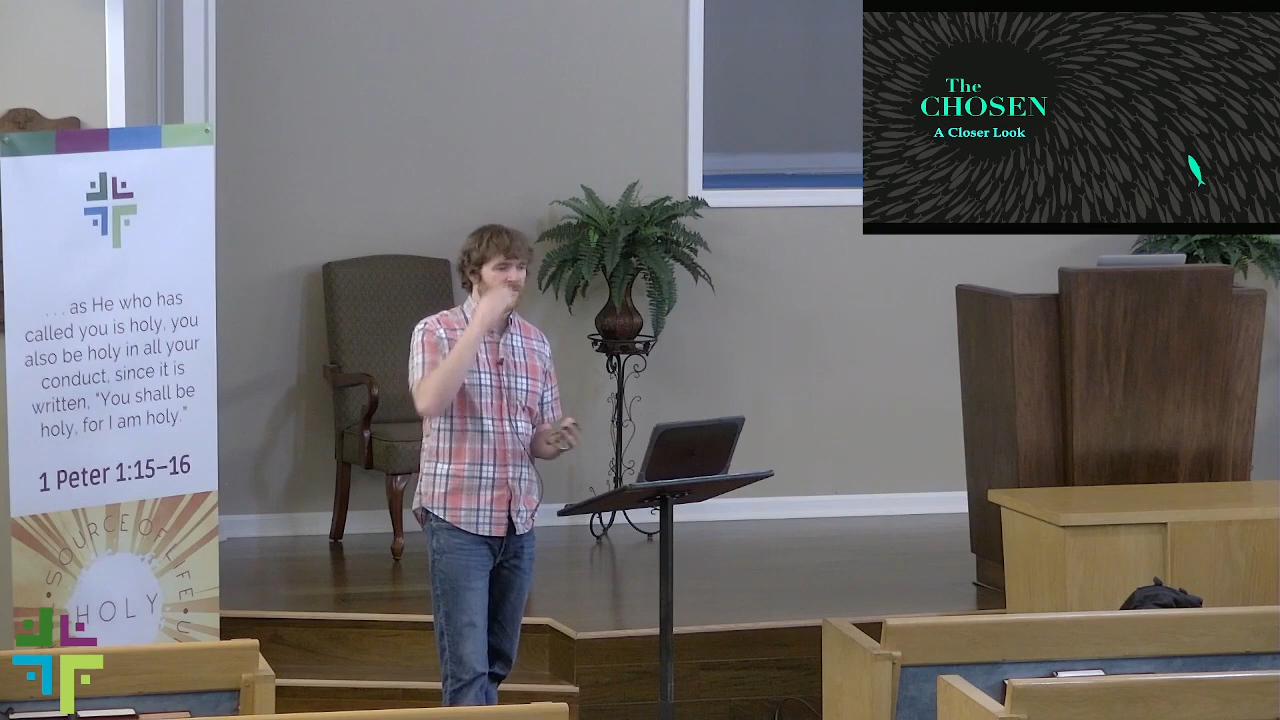 . . . as He who has
called you is holy, you
also be holy in all your
conduct, since it is
written, "You shall be
holy, for I am holy."
1 Peter 1:15–16
• SOURCE OF LIFE • U
HOLY
The
CHOSEN
A Closer Look